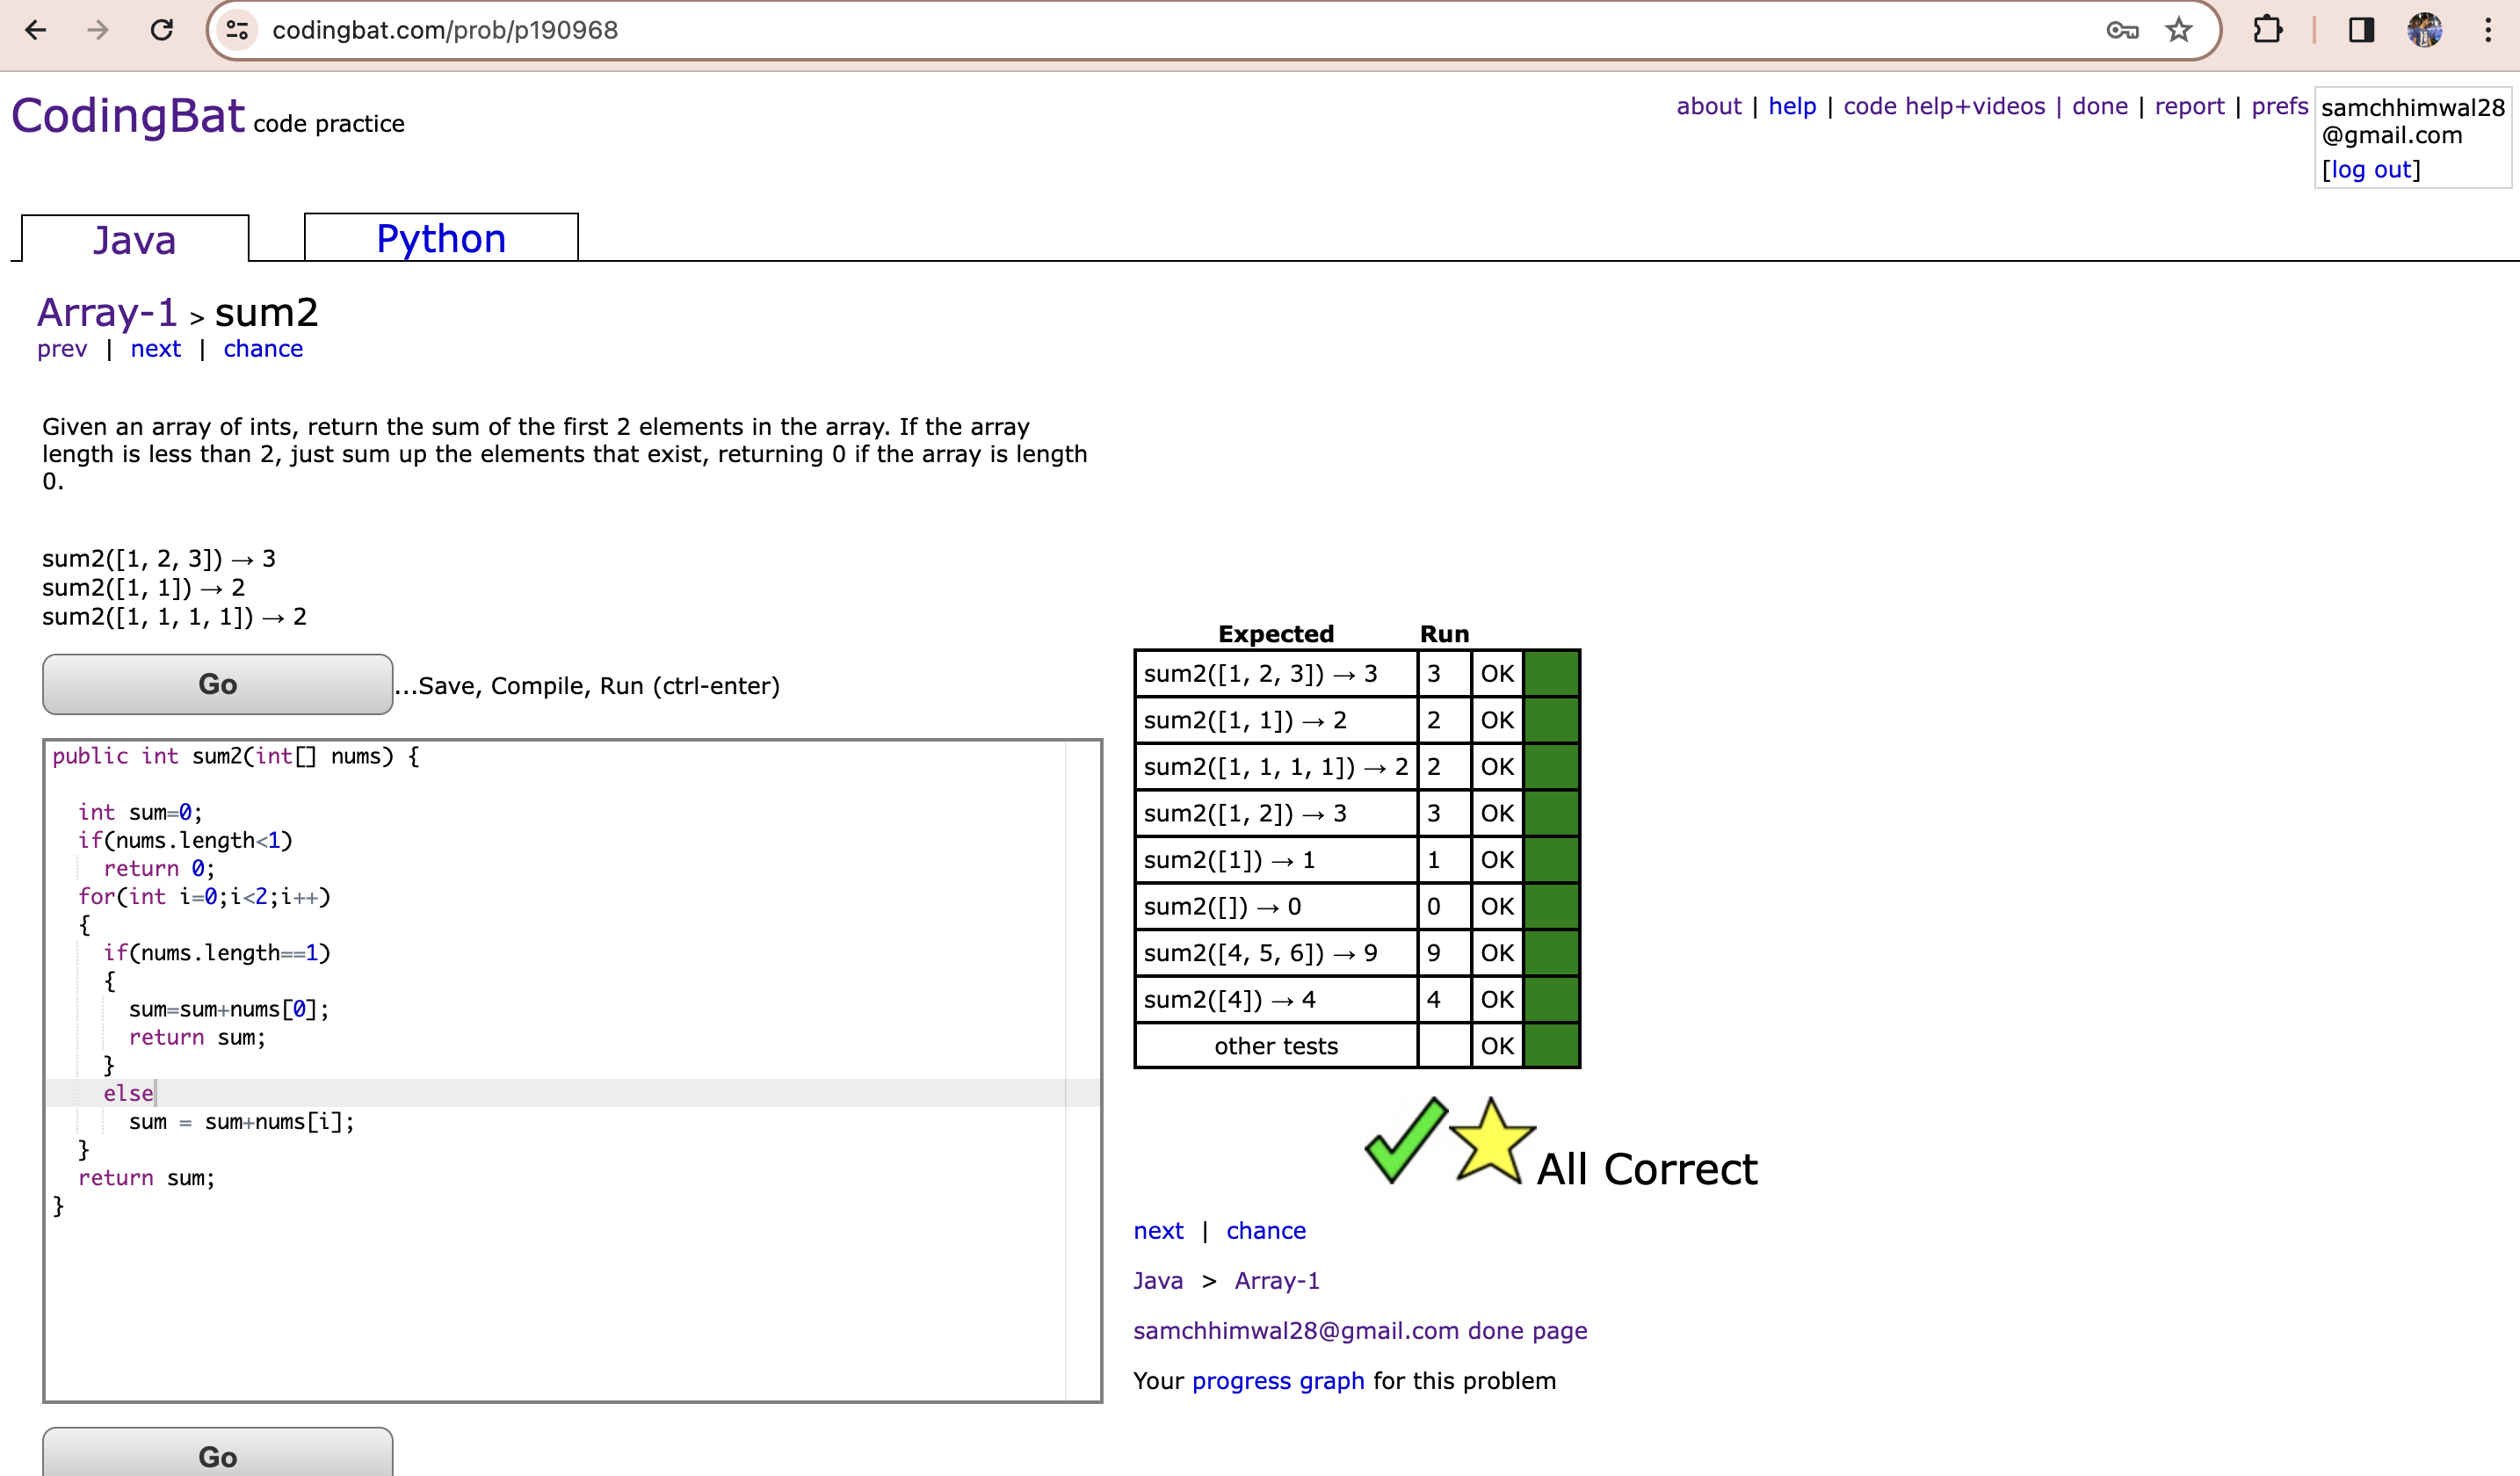 codingbat.com/prob/p190968
CodingBat code practice
about | help | code help+videos | done | report | prefs
samchhimwal28
@gmail.com
[log out]
Java
Python
Array-1 > sum2
prev | next | chance
Given an array of ints, return the sum of the first 2 elements in the array. If the array
length is less than 2, just sum up the elements that exist, returning 0 if the array is length
0.
sum2([1, 2, 3]) → 3
sum2([1, 1]) → 2
sum2([1, 1, 1, 1]) → 2
Go ...Save, Compile, Run (ctrl-enter)
public int sum2(int[] nums) {
int sum=0;
if(nums.length<1)
return 0;
for(int i=0;i<2;i++)
{
if(nums.length==1)
{
sum=sum+nums[0];
return sum;
}
else
sum = sum+nums[i];
}
return sum;
}
Go
Expected Run
sum2([1, 2, 3]) → 3 3 OK
sum2([1, 1]) → 2 2 OK
sum2([1, 1, 1, 1]) → 2 2 OK
sum2([1, 2]) → 3 3 OK
sum2([1]) → 1 1 OK
sum2([]) → 0 0 OK
sum2([4, 5, 6]) → 9 9 OK
sum2([4]) → 4 4 OK
other tests OK
All Correct
next | chance
Java > Array-1
samchhimwal28@gmail.com done page
Your progress graph for this problem